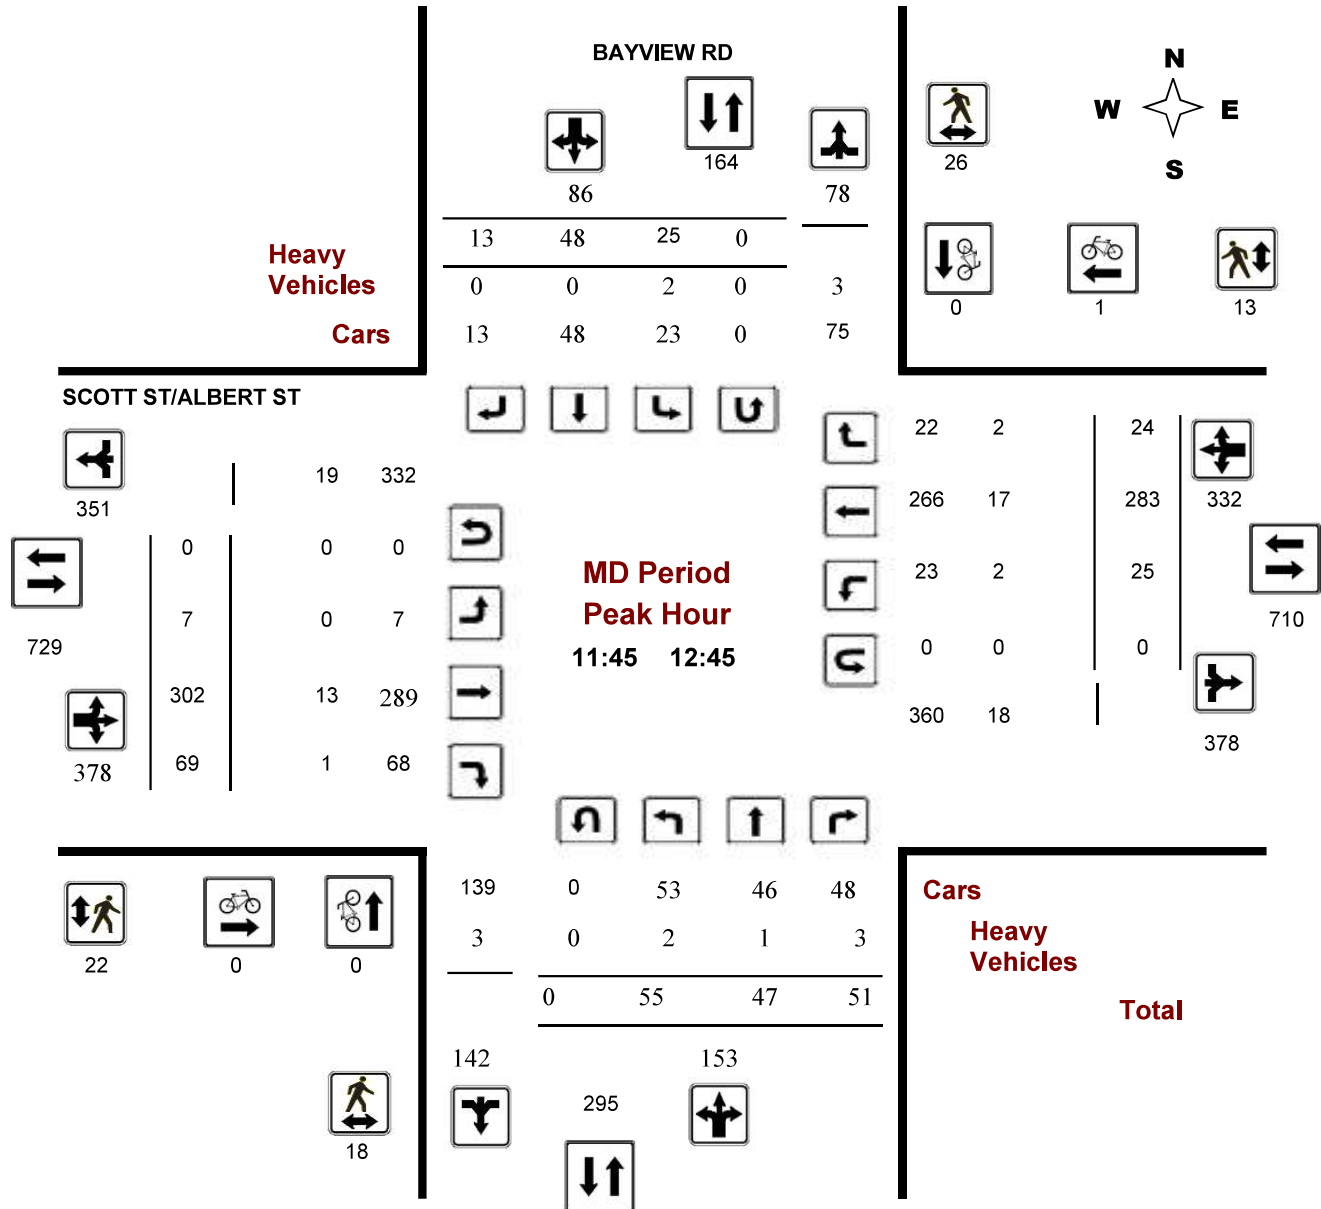 BAYVIEW RD
N
W E
S
164
26
86
78
13 48 25 0
Heavy
Vehicles
0 0 2 0 3
Cars
13 48 23 0 75
0 1 13
SCOTT ST/ALBERT ST
22 2 24
19 332
351
266 17 283 332
0 0 0
MD Period
23 2 25
Peak Hour
7 0 7
710
729
11:45 12:45
0 0 0
302 13 289
360 18
378
378
69 1 68
139 0 53 46 48
Cars
3 0 2 1 3
Heavy
Vehicles
22 0 0
0 55 47 51
Total
142 153
295
18